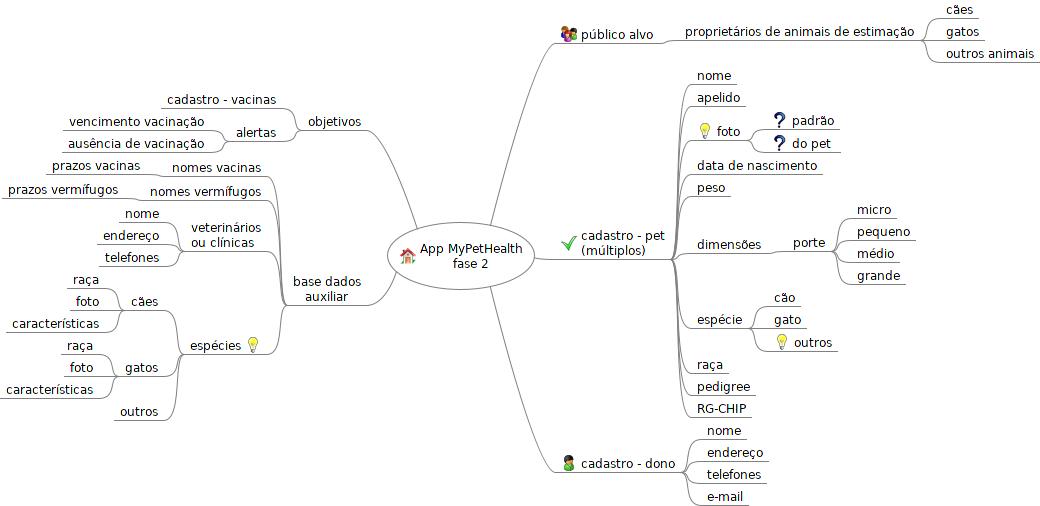 App MyPetHealth
fase 2
público alvo
proprietários de animais de estimação
cães
gatos
outros animais
cadastro - pet
(múltiplos)
nome
apelido
foto
? padrão
? do pet
data de nascimento
peso
dimensões
porte
micro
pequeno
médio
grande
espécie
cão
gato
outros
raça
pedigree
RG-CHIP
cadastro - dono
nome
endereço
telefones
e-mail
objetivos
cadastro - vacinas
alertas
vencimento vacinação
ausência de vacinação
base dados
auxiliar
nomes vacinas
prazos vacinas
nomes vermífugos
prazos vermífugos
veterinários
ou clínicas
nome
endereço
telefones
espécies
cães
raça
foto
características
gatos
raça
foto
características
outros